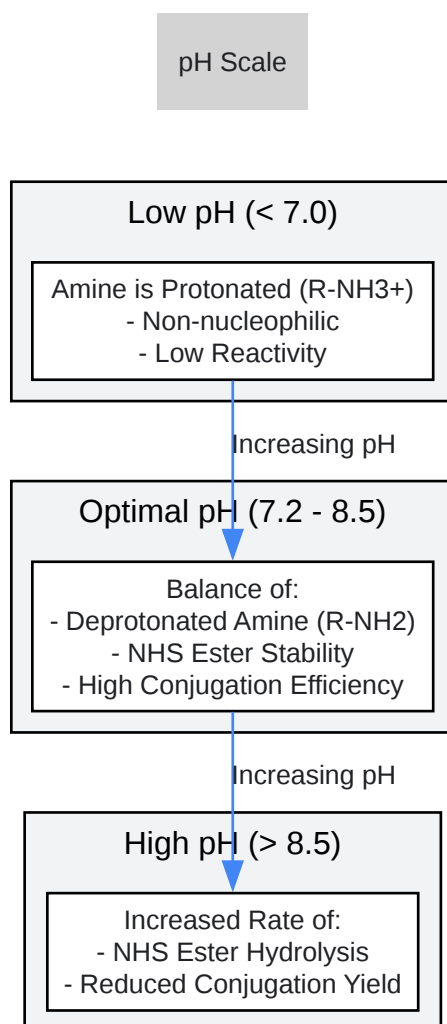 pH Scale
Low pH (< 7.0)
Amine is Protonated (R-NH3+)
- Non-nucleophilic
- Low Reactivity
Increasing pH
Optimal pH (7.2 - 8.5)
Balance of:
- Deprotonated Amine (R-NH2)
- NHS Ester Stability
- High Conjugation Efficiency
Increasing pH
High pH (> 8.5)
Increased Rate of:
- NHS Ester Hydrolysis
- Reduced Conjugation Yield